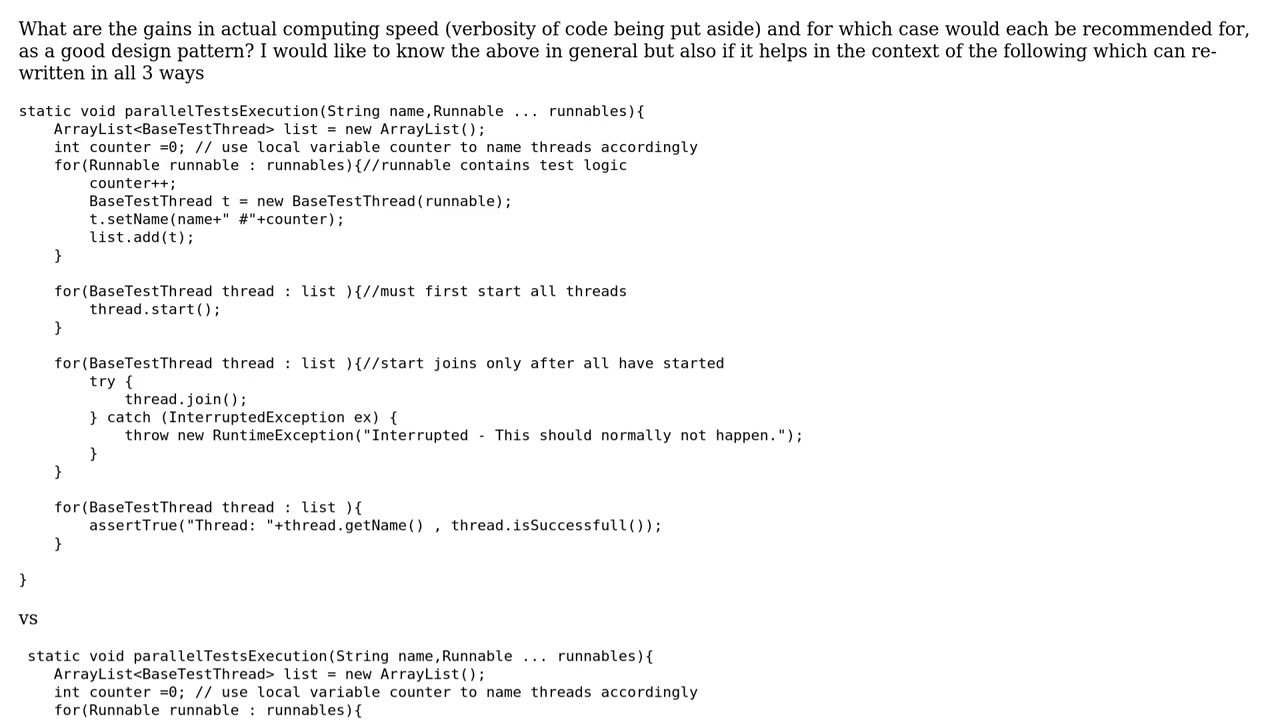 What are the gains in actual computing speed (verbosity of code being put aside) and for which case would each be recommended for,
as a good design pattern? I would like to know the above in general but also if it helps in the context of the following which can re-
written in all 3 ways
static void parallelTestsExecution(String name,Runnable ... runnables){
    ArrayList<BaseTestThread> list = new ArrayList();
    int counter =0; // use local variable counter to name threads accordingly
    for(Runnable runnable : runnables){//runnable contains test logic
        counter++;
        BaseTestThread t = new BaseTestThread(runnable);
        t.setName(name+" #"+counter);
        list.add(t);
    }
    for(BaseTestThread thread : list ){//must first start all threads
        thread.start();
    }
    for(BaseTestThread thread : list ){//start joins only after all have started
        try {
            thread.join();
        } catch (InterruptedException ex) {
            throw new RuntimeException("Interrupted - This should normally not happen.");
        }
    }
    for(BaseTestThread thread : list ){
        assertTrue("Thread: "+thread.getName() , thread.isSuccessfull());
    }
}
vs
 static void parallelTestsExecution(String name,Runnable ... runnables){
    ArrayList<BaseTestThread> list = new ArrayList();
    int counter =0; // use local variable counter to name threads accordingly
    for(Runnable runnable : runnables){